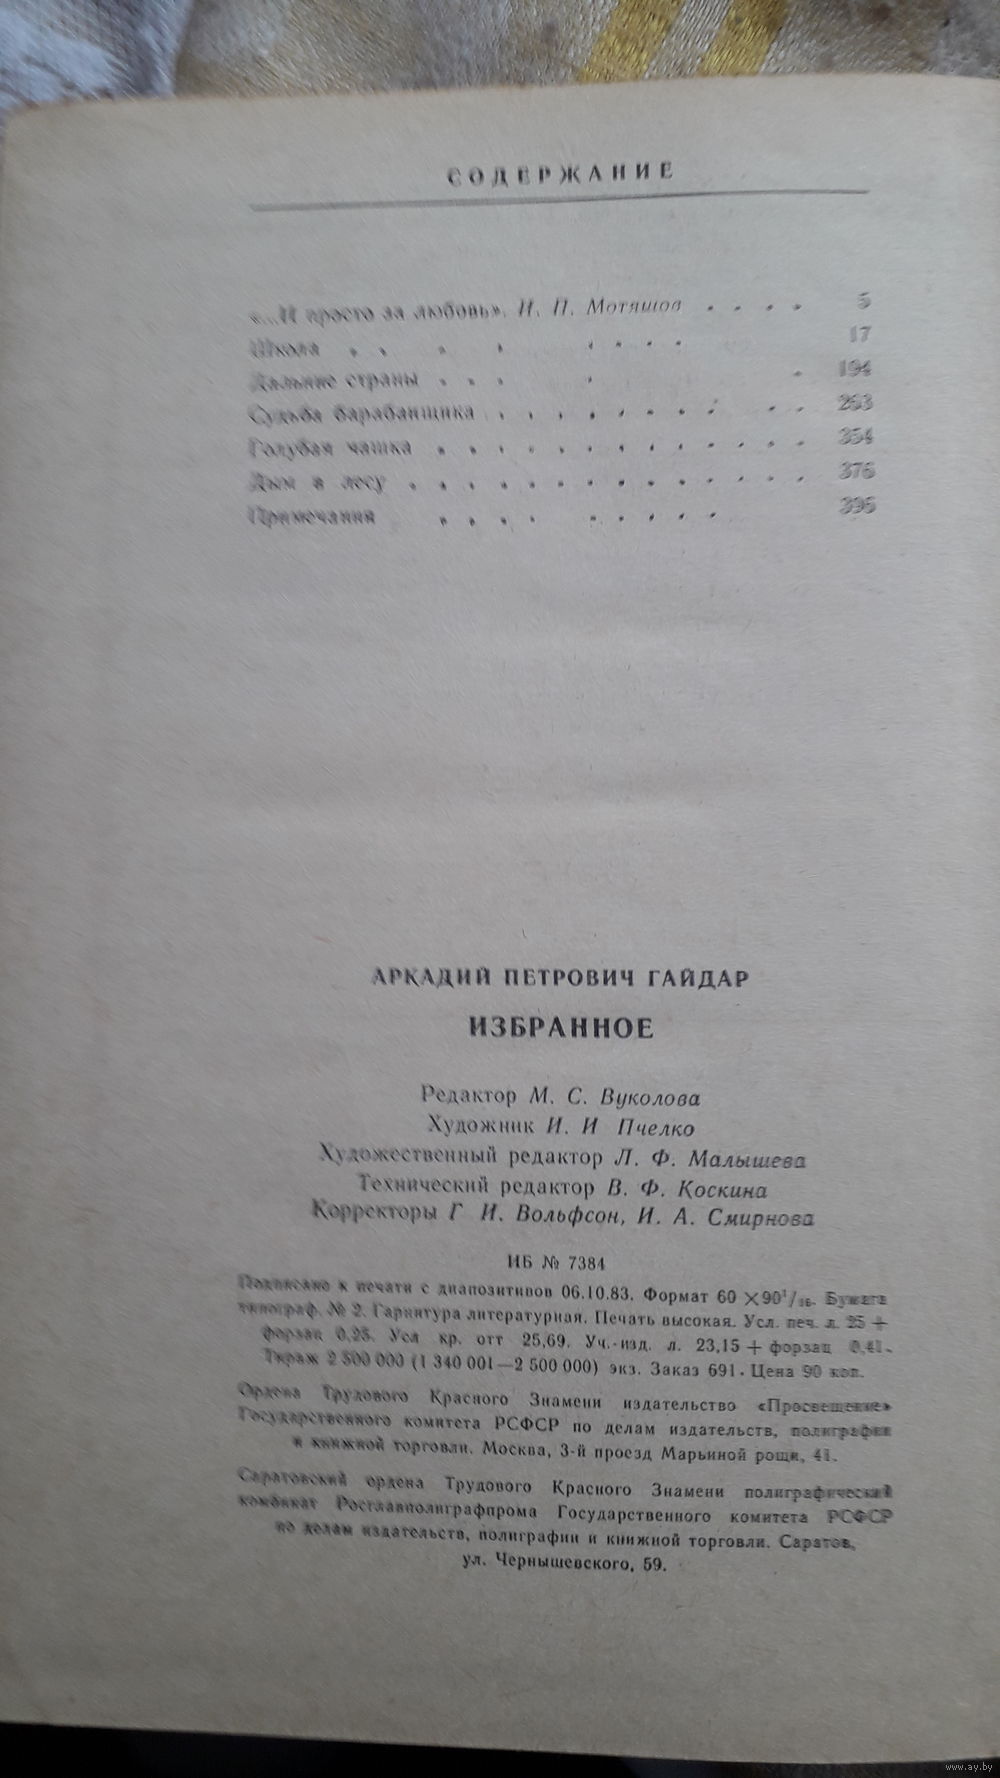 СОДЕРЖАНИЕ
«...И просто за любовь». И. П. Мотяшов . . . . 5
Школа . . . . . . . . 17
Дальние страны . . . . . 194
Судьба барабанщика . . . . . . . . . . 263
Голубая чашка . . . . . . . . . . . . . 354
Дым в лесу . . . . . . . . . . . . . . 376
Примечания . . . . . . . . . 396
АРКАДИЙ ПЕТРОВИЧ ГАЙДАР
ИЗБРАННОЕ
Редактор М. С. Вуколова
Художник И. И Пчелко
Художественный редактор Л. Ф. Малышева
Технический редактор В. Ф. Коскина
Корректоры Г И. Вольфсон, И. А. Смирнова
ИБ № 7384
Подписано к печати с диапозитивов 06.10.83. Формат 60 × 90¹/₁₆. Бумага
типограф. № 2. Гарнитура литературная. Печать высокая. Усл. печ. л. 25 +
форзац 0,25. Усл кр. отт 25,69. Уч.-изд. л. 23,15 + форзац 0,41.
Тираж 2 500 000 (1 340 001—2 500 000) экз. Заказ 691. Цена 90 коп.
Ордена Трудового Красного Знамени издательство «Просвещение»
Государственного комитета РСФСР по делам издательств, полиграфии
и книжной торговли. Москва, 3-й проезд Марьиной рощи, 41.
Саратовский ордена Трудового Красного Знамени полиграфический
комбинат Росглавполиграфпрома Государственного комитета РСФСР
по делам издательств, полиграфии и книжной торговли. Саратов,
ул. Чернышевского, 59.
www.ay.by